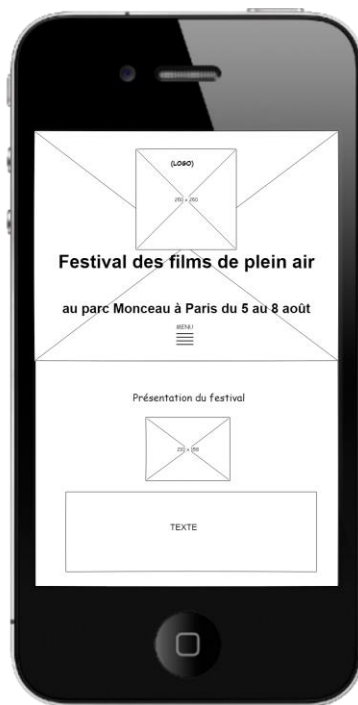 (LOGO)
250 x 250
Festival des films de plein air
au parc Monceau à Paris du 5 au 8 août
MENU
Présentation du festival
TEXTE